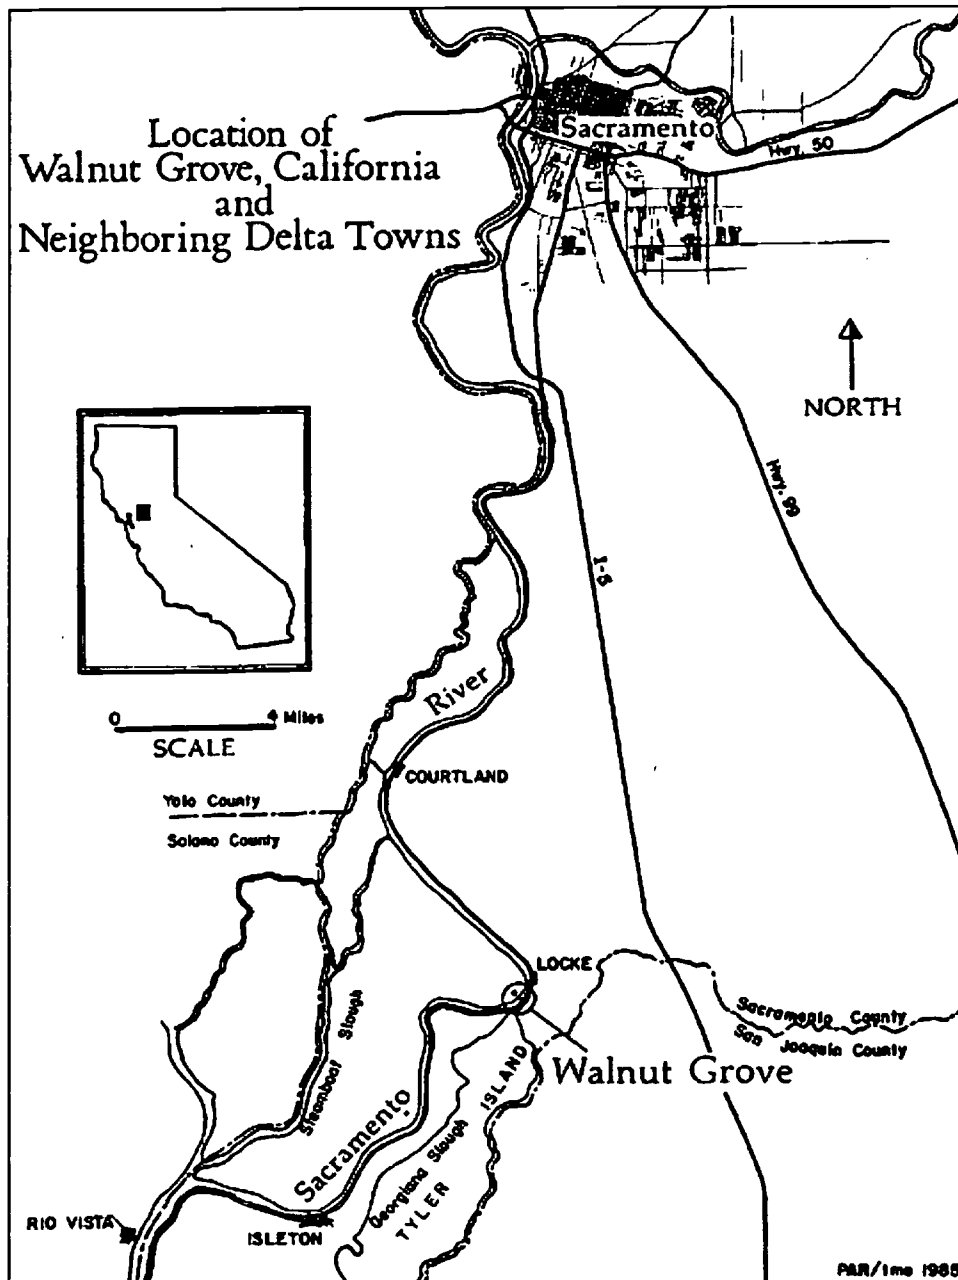 Location of
Walnut Grove, California
and
Neighboring Delta Towns
Sacramento
Hwy. 50
NORTH
Hwy. 99
I-5
0 4 Miles
SCALE
River
COURTLAND
Yolo County
Solano County
LOCKE
Sacramento County
San Joaquin County
Walnut Grove
Steamboat Slough
Sacramento
Georgiana Slough
TYLER ISLAND
RIO VISTA
ISLETON
PAR/lmo 1985